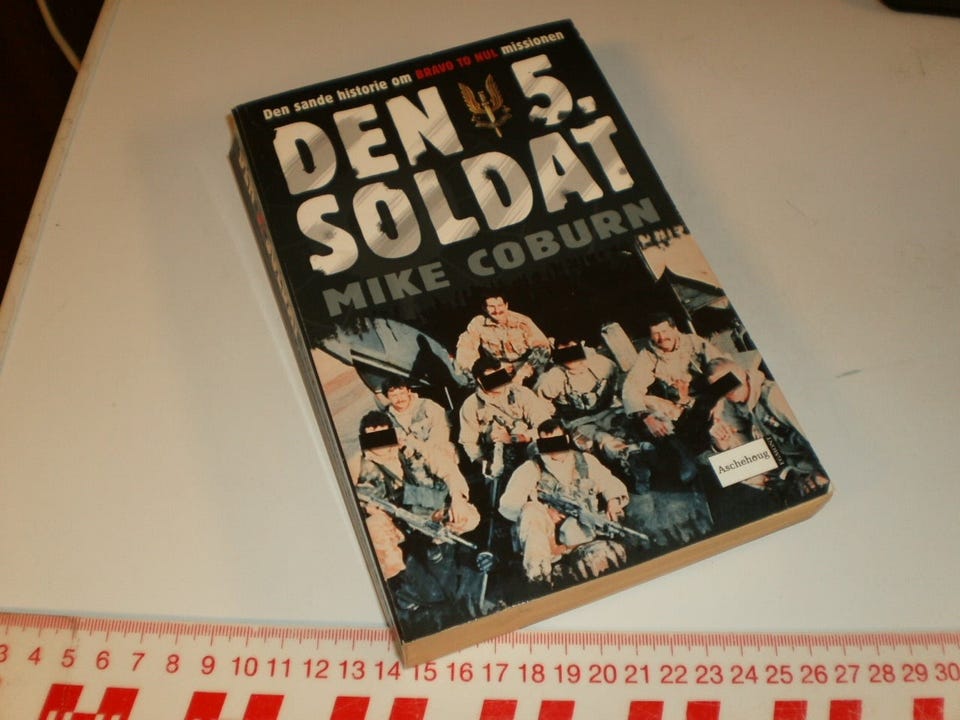 Den sande historie om BRAVO TO NUL missionen
DEN 5.
SOLDAT
MIKE COBURN
Aschehoug
3 4 5 6 7 8 9 10 11 12 13 14 15 16 17 18 19 20 21 22 23 24 25 26 27 28 29 30